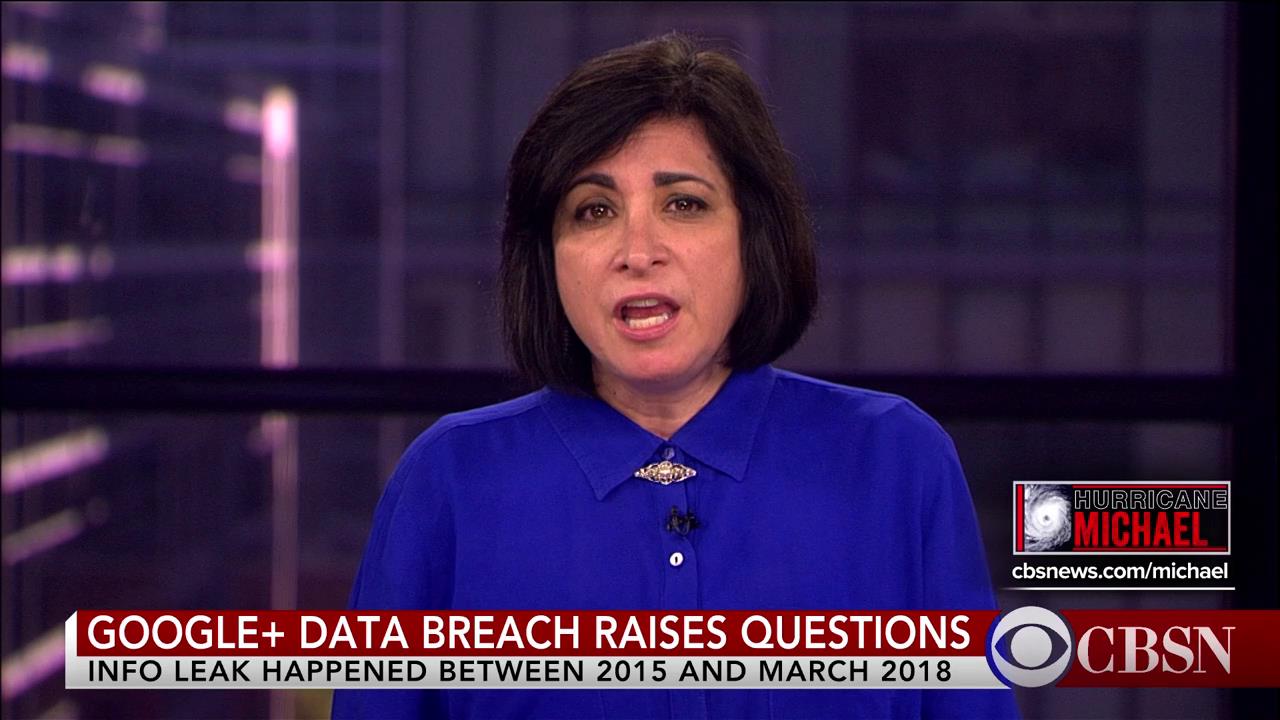 HURRICANE
MICHAEL
cbsnews.com/michael
GOOGLE+ DATA BREACH RAISES QUESTIONS
INFO LEAK HAPPENED BETWEEN 2015 AND MARCH 2018
CBSN